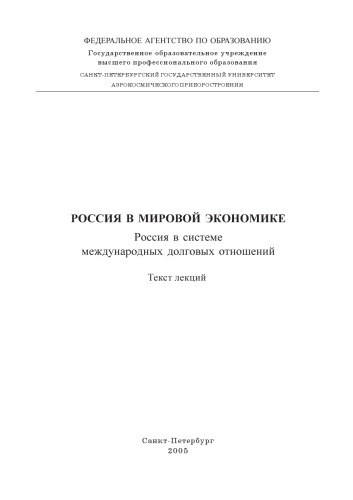 ФЕДЕРАЛЬНОЕ АГЕНТСТВО ПО ОБРАЗОВАНИЮ
Государственное образовательное учреждение
высшего профессионального образования
САНКТ-ПЕТЕРБУРГСКИЙ ГОСУДАРСТВЕННЫЙ УНИВЕРСИТЕТ
АЭРОКОСМИЧЕСКОГО ПРИБОРОСТРОЕНИЯ
РОССИЯ В МИРОВОЙ ЭКОНОМИКЕ
Россия в системе
международных долговых отношений
Текст лекций
Санкт-Петербург
2005